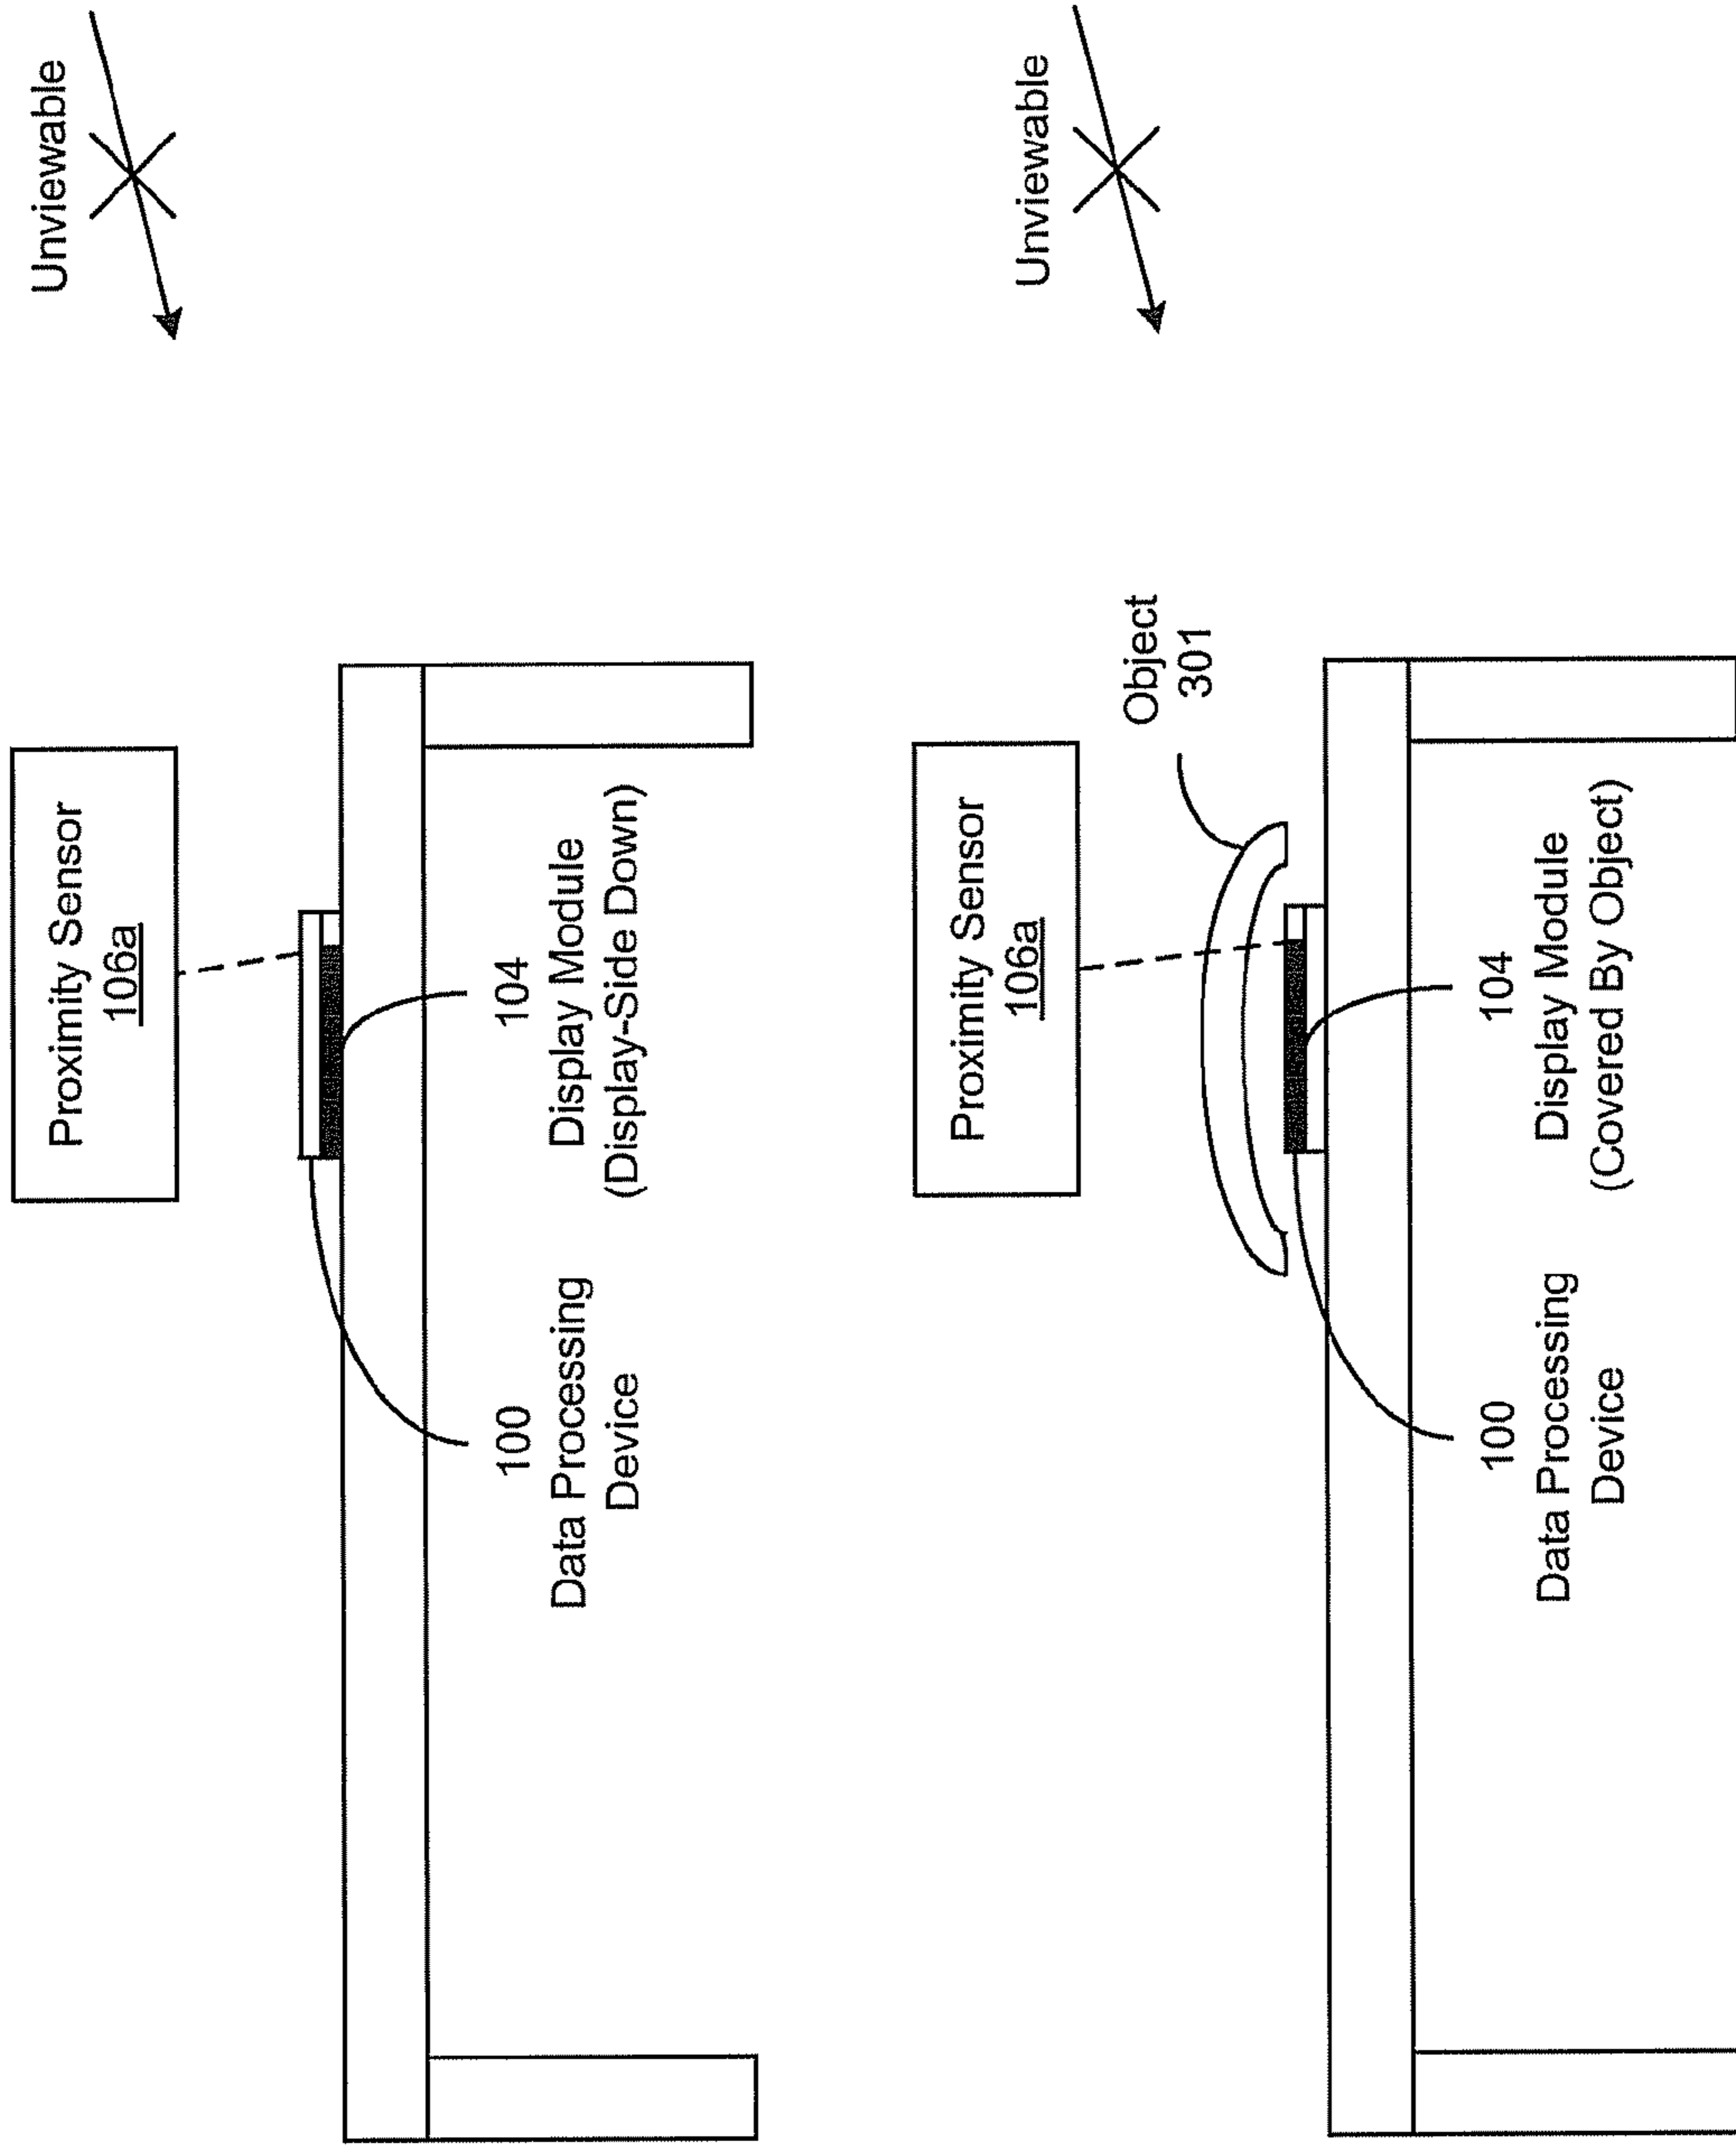 Unviewable
Proximity Sensor
106a
100
Data Processing
Device
104
Display Module
(Display-Side Down)
Unviewable
Proximity Sensor
106a
Object
301
100
Data Processing
Device
104
Display Module
(Covered By Object)